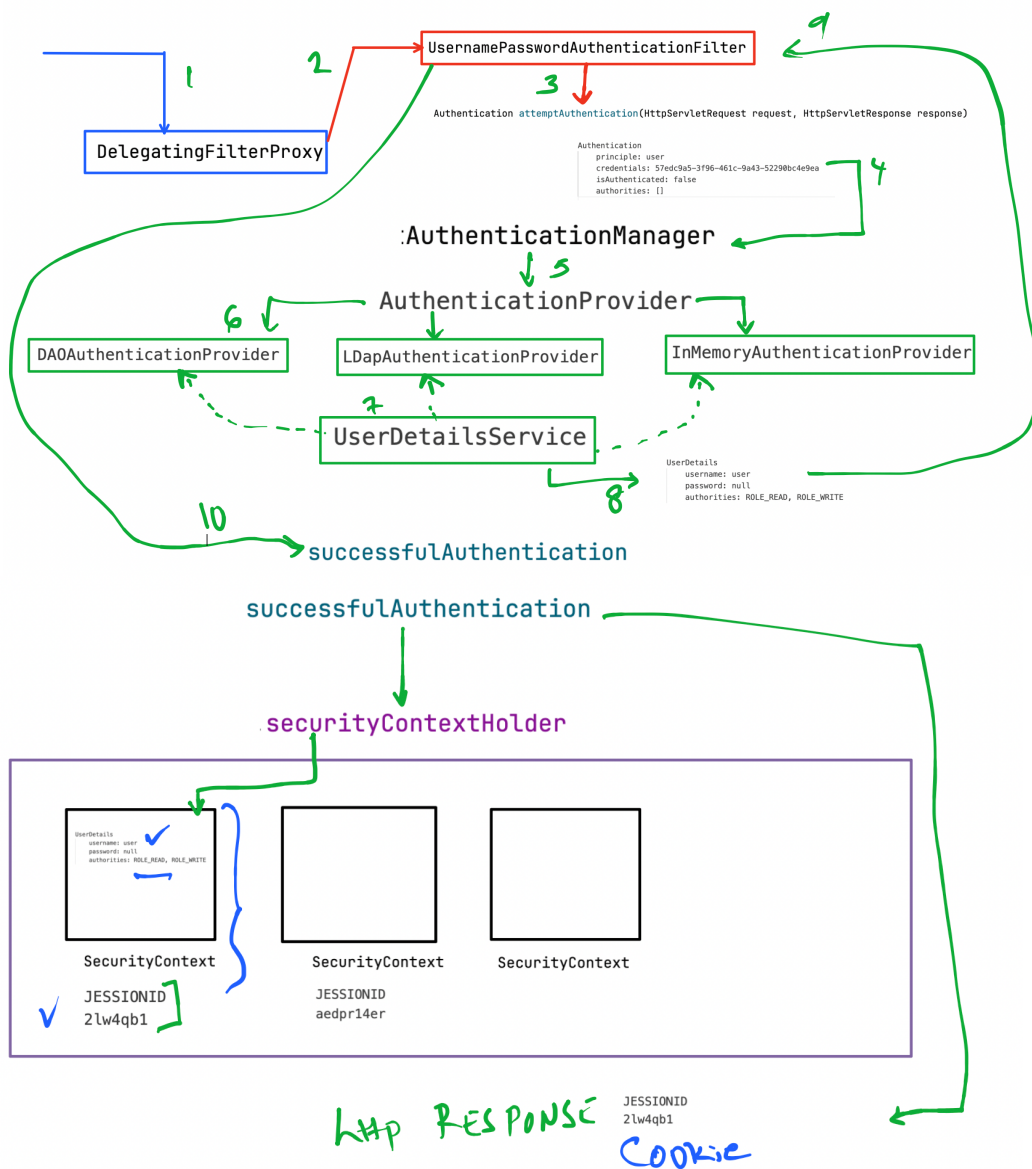 9
UsernamePasswordAuthenticationFilter
2
1
3
Authentication attemptAuthentication(HttpServletRequest request, HttpServletResponse response)
DelegatingFilterProxy
Authentication
principle: user
credentials: 57edc9a5-3f96-461c-9a43-52290bc4e9ea
isAuthenticated: false
authorities: []
4
:AuthenticationManager
5
AuthenticationProvider
6
DAOAuthenticationProvider
LDapAuthenticationProvider
InMemoryAuthenticationProvider
7
UserDetailsService
UserDetails
username: user
password: null
authorities: ROLE_READ, ROLE_WRITE
8
10
successfulAuthentication
successfulAuthentication
securityContextHolder
UserDetails
username: user
password: null
authorities: ROLE_READ, ROLE_WRITE
SecurityContext
SecurityContext
SecurityContext
JESSIONID
2lw4qb1
JESSIONID
aedpr14er
HttP RESPONSE
JESSIONID
2lw4qb1
COOKie